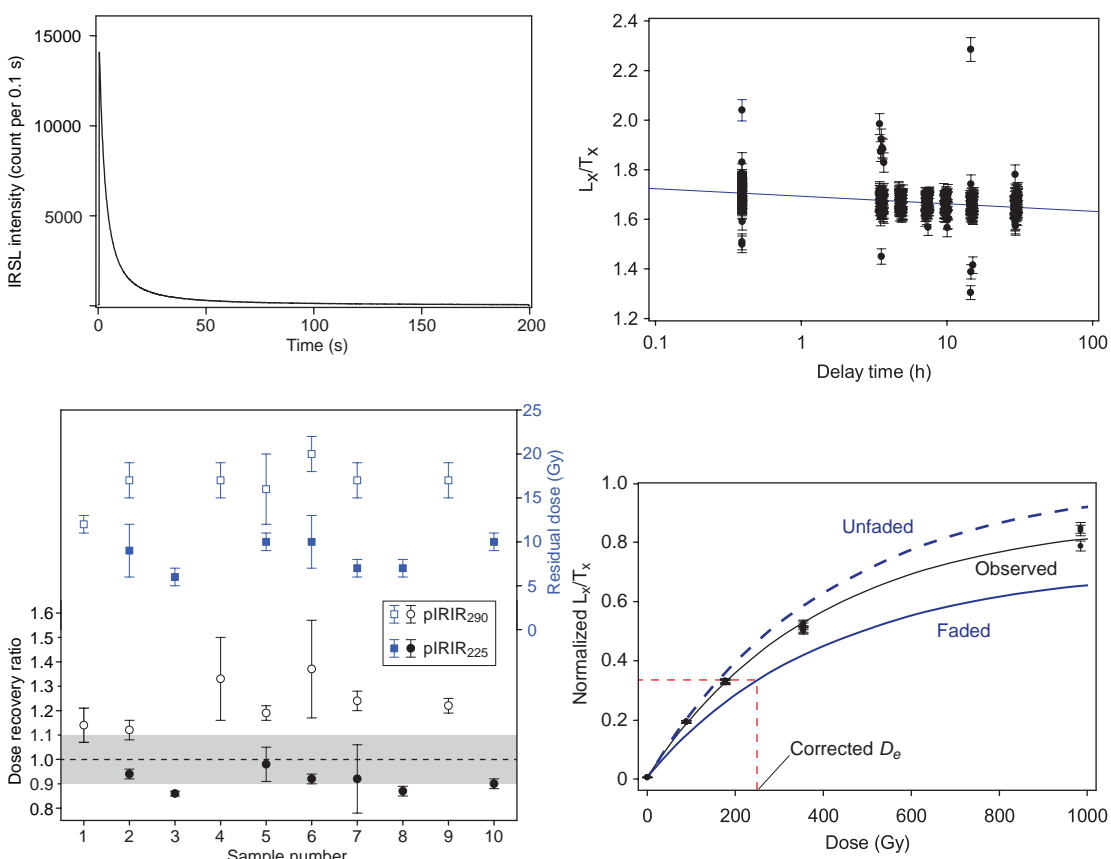 IRSL intensity (count per 0.1 s)
15000
10000
5000
0
50
100
150
200
Time (s)
Lx/Tx
2.4
2.2
2.0
1.8
1.6
1.4
1.2
0.1
1
10
100
Delay time (h)
25
20
15
10
5
0
Residual dose (Gy)
Dose recovery ratio
1.6
1.5
1.4
1.3
1.2
1.1
1.0
0.9
0.8
pIRIR290
pIRIR225
1 2 3 4 5 6 7 8 9 10
Sample number
Normalized Lx/Tx
1.0
0.8
0.6
0.4
0.2
0
Unfaded
Observed
Faded
Corrected De
0 200 400 600 800 1000
Dose (Gy)